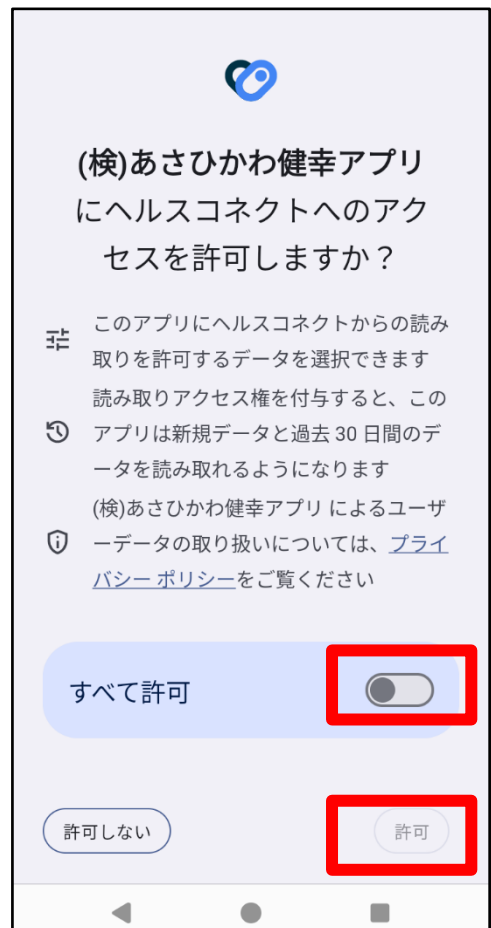 (検)あさひかわ健幸アプリ
にヘルスコネクトへのアク
セスを許可しますか？
このアプリにヘルスコネクトからの読み
取りを許可するデータを選択できます
読み取りアクセス権を付与すると、この
アプリは新規データと過去 30 日間のデ
ータを読み取れるようになります
(検)あさひかわ健幸アプリ によるユーザ
ーデータの取り扱いについては、プライ
バシー ポリシーをご覧ください
すべて許可
許可しない
許可